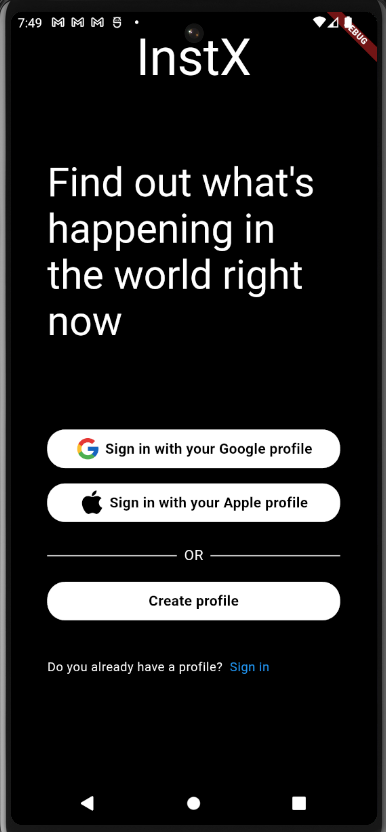 7:49
DEBUG
InstX
Find out what's
happening in
the world right
now
Sign in with your Google profile
Sign in with your Apple profile
OR
Create profile
Do you already have a profile? Sign in